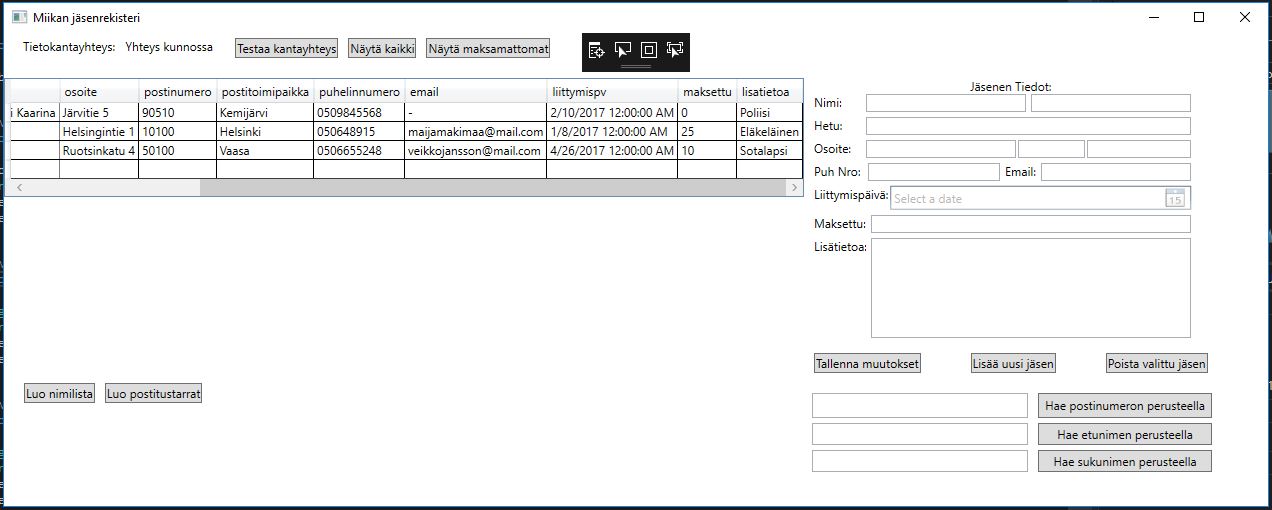 Miikan jäsenrekisteri
Tietokantayhteys: Yhteys kunnossa Testaa kantayhteys Näytä kaikki Näytä maksamattomat
osoite postinumero postitoimipaikka puhelinnumero email liittymispv maksettu lisatietoa
i Kaarina Järvitie 5 90510 Kemijärvi 0509845568 - 2/10/2017 12:00:00 AM 0 Poliisi
Helsingintie 1 10100 Helsinki 050648915 maijamakimaa@mail.com 1/8/2017 12:00:00 AM 25 Eläkeläinen
Ruotsinkatu 4 50100 Vaasa 0506655248 veikkojansson@mail.com 4/26/2017 12:00:00 AM 10 Sotalapsi
Jäsenen Tiedot:
Nimi:
Hetu:
Osoite:
Puh Nro: Email:
Liittymispäivä: Select a date 15
Maksettu:
Lisätietoa:
Tallenna muutokset Lisää uusi jäsen Poista valittu jäsen
Luo nimilista Luo postitustarrat
Hae postinumeron perusteella
Hae etunimen perusteella
Hae sukunimen perusteella